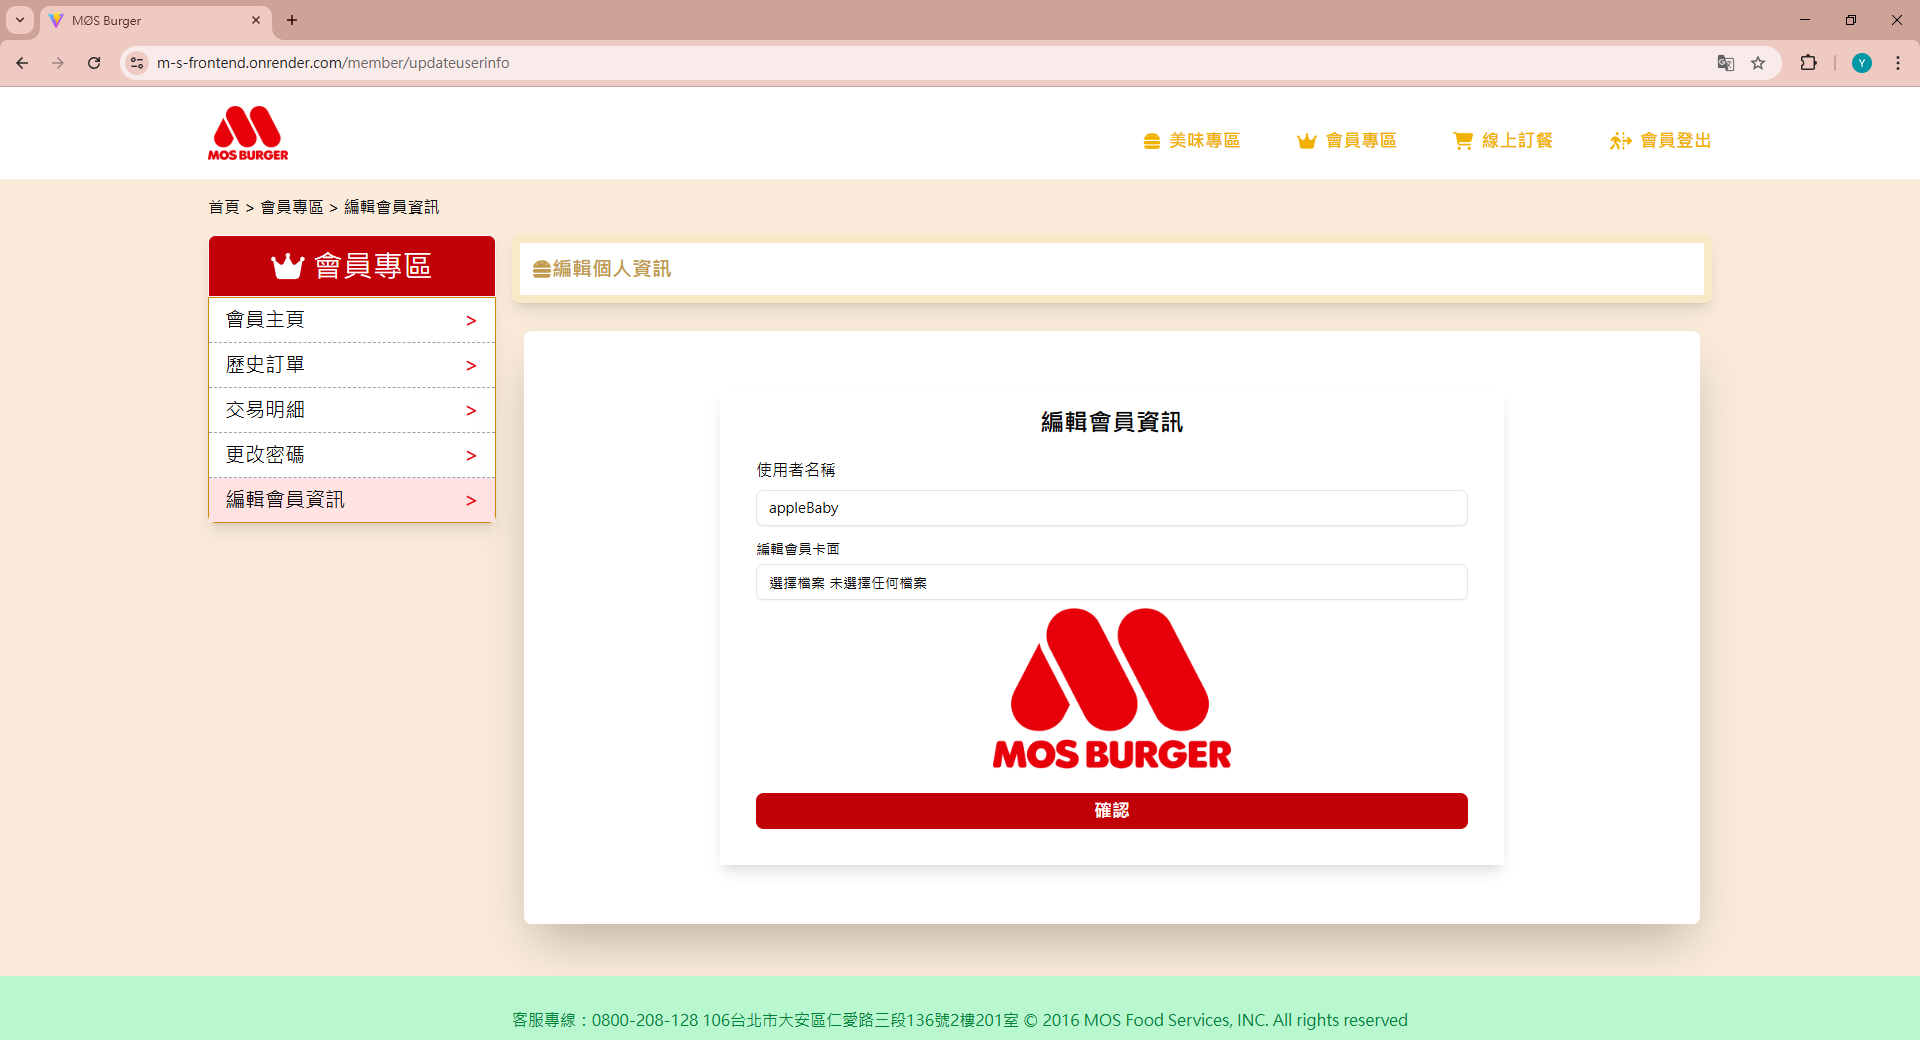 MØS Burger
m-s-frontend.onrender.com/member/updateuserinfo
Y
MOS BURGER
美味專區
會員專區
線上訂餐
會員登出
首頁 > 會員專區 > 編輯會員資訊
會員專區
會員主頁 >
歷史訂單 >
交易明細 >
更改密碼 >
編輯會員資訊 >
編輯個人資訊
編輯會員資訊
使用者名稱
appleBaby
編輯會員卡面
選擇檔案 未選擇任何檔案
MOS BURGER
確認
客服專線：0800-208-128 106台北市大安區仁愛路三段136號2樓201室 © 2016 MOS Food Services, INC. All rights reserved